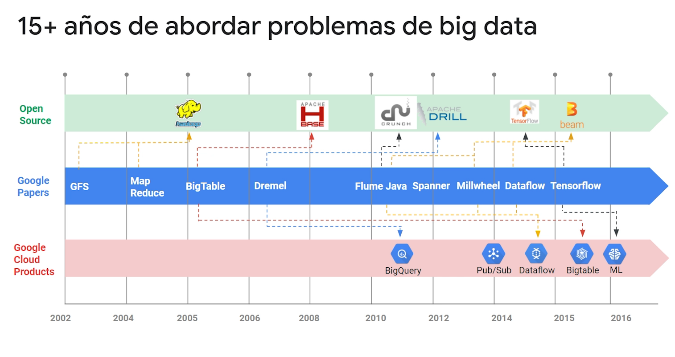 15+ años de abordar problemas de big data
Open
Source
hadoop
APACHE
HBASE
CRUNCH
APACHE
DRILL
TensorFlow
beam
Google
Papers
GFS
Map
Reduce
BigTable
Dremel
Flume Java
Spanner
Millwheel
Dataflow
Tensorflow
Google
Cloud
Products
BigQuery
Pub/Sub
Dataflow
Bigtable
ML
2002
2004
2005
2006
2008
2010
2012
2014
2015
2016